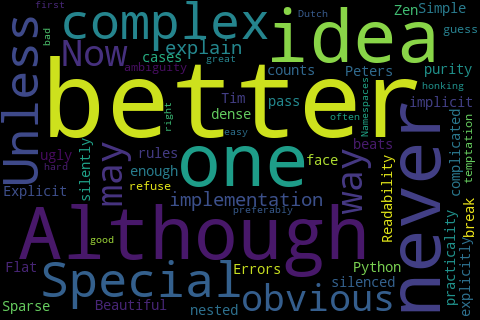 first
Dutch
Zen
Simple
complex
idea
bad
guess
Now
explain
cases
great
ambiguity
counts
Peters
purity
Unless
better
Tim
pass
implicit
Namespaces
honking
dense
right
easy
often
rules
beats
ugly
hard
silently
may
one
way
face
enough
complicated
temptation
Explicit
refuse
implementation
preferably
Readability
never
break
Although
good
practicality
explicitly
Flat
Special
Errors
Python
silenced
obvious
Sparse
Beautiful
nested